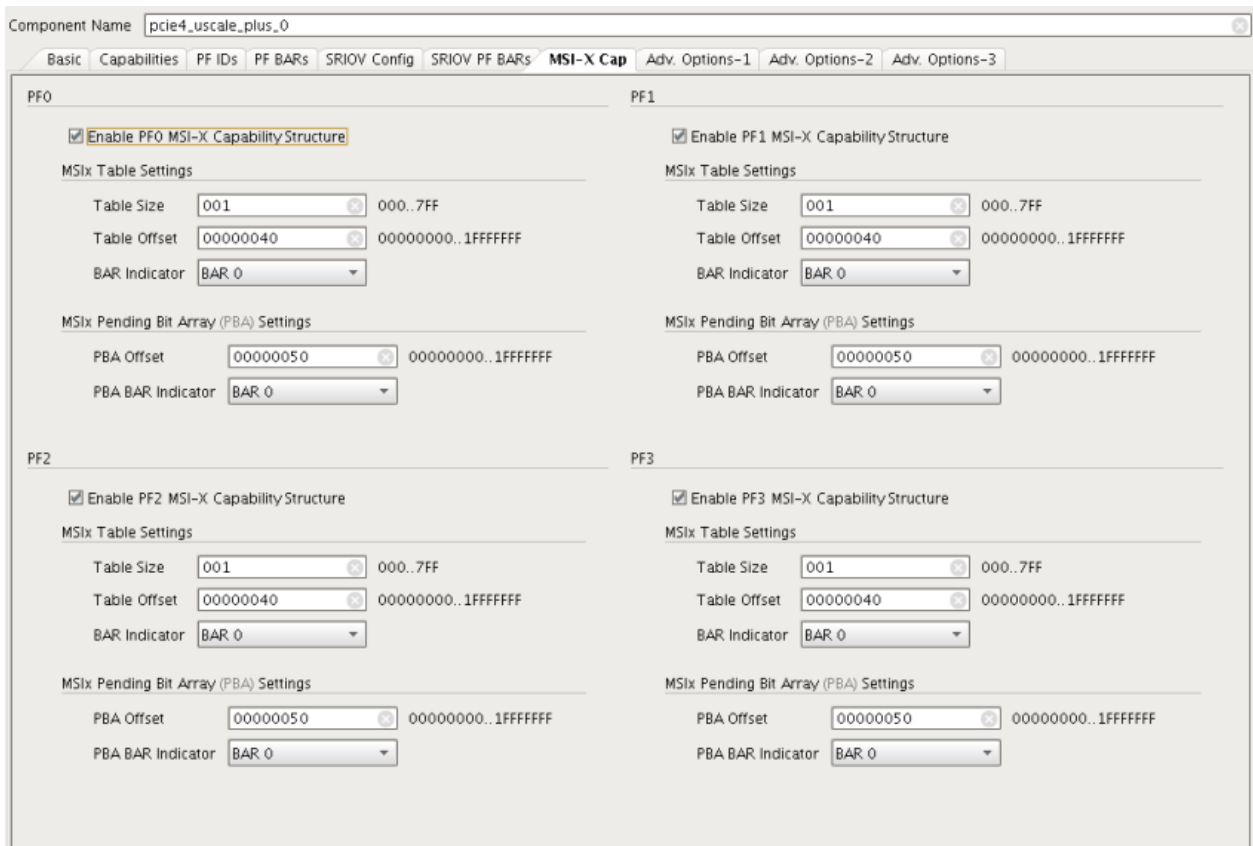 Component Name pcie4_uscale_plus_0
Basic Capabilities PF IDs PF BARs SRIOV Config SRIOV PF BARs MSI-X Cap Adv. Options-1 Adv. Options-2 Adv. Options-3
PF0
Enable PF0 MSI-X Capability Structure
MSIx Table Settings
Table Size 001 000..7FF
Table Offset 00000040 00000000..1FFFFFFF
BAR Indicator BAR 0
MSIx Pending Bit Array (PBA) Settings
PBA Offset 00000050 00000000..1FFFFFFF
PBA BAR Indicator BAR 0
PF1
Enable PF1 MSI-X Capability Structure
MSIx Table Settings
Table Size 001 000..7FF
Table Offset 00000040 00000000..1FFFFFFF
BAR Indicator BAR 0
MSIx Pending Bit Array (PBA) Settings
PBA Offset 00000050 00000000..1FFFFFFF
PBA BAR Indicator BAR 0
PF2
Enable PF2 MSI-X Capability Structure
MSIx Table Settings
Table Size 001 000..7FF
Table Offset 00000040 00000000..1FFFFFFF
BAR Indicator BAR 0
MSIx Pending Bit Array (PBA) Settings
PBA Offset 00000050 00000000..1FFFFFFF
PBA BAR Indicator BAR 0
PF3
Enable PF3 MSI-X Capability Structure
MSIx Table Settings
Table Size 001 000..7FF
Table Offset 00000040 00000000..1FFFFFFF
BAR Indicator BAR 0
MSIx Pending Bit Array (PBA) Settings
PBA Offset 00000050 00000000..1FFFFFFF
PBA BAR Indicator BAR 0